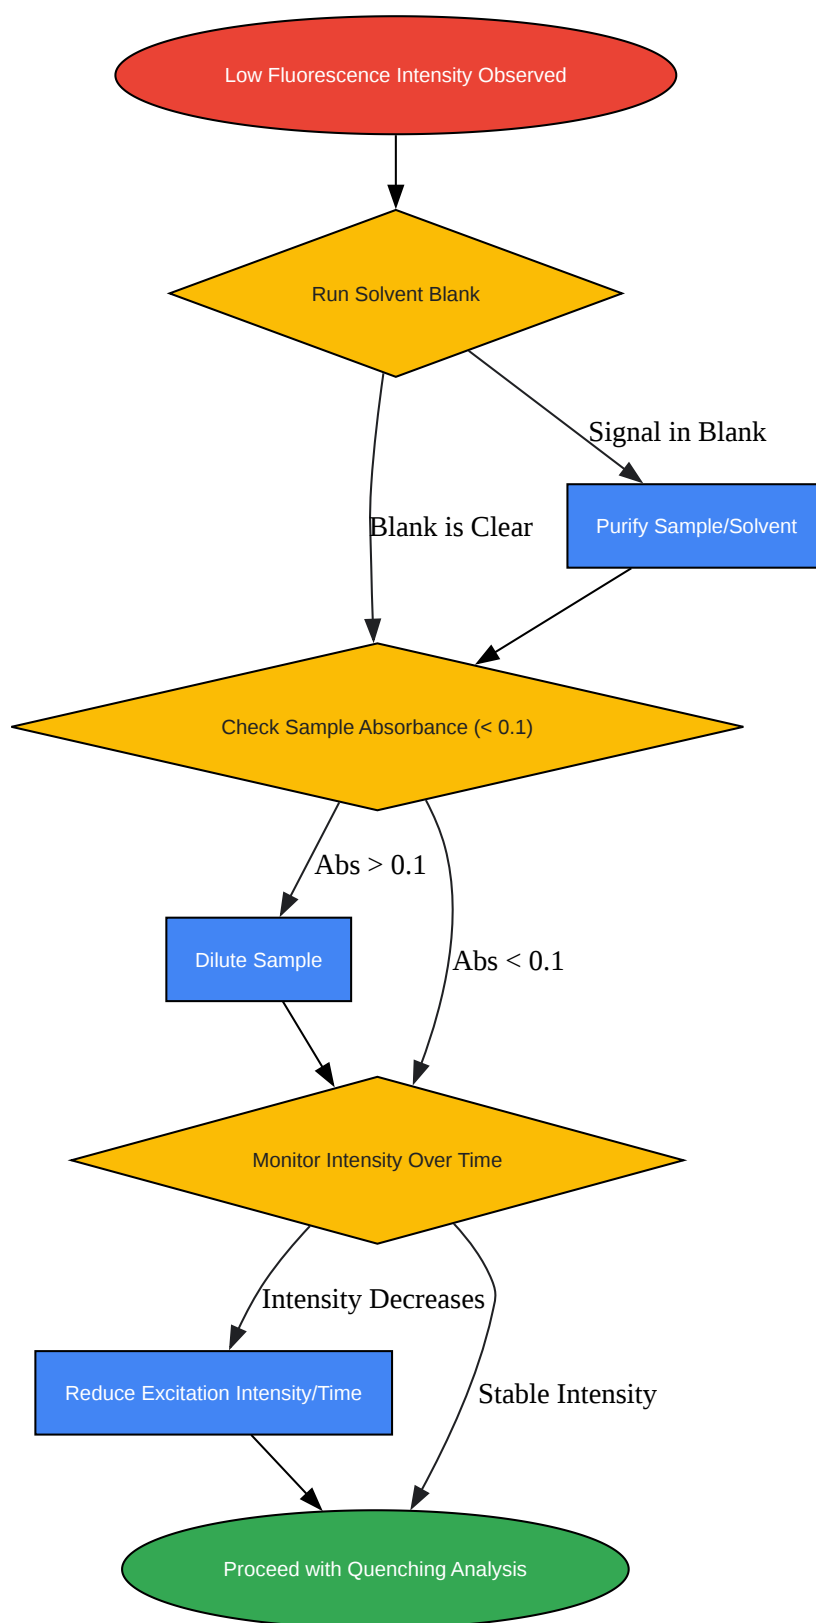 Low Fluorescence Intensity Observed
Run Solvent Blank
Signal in Blank
Blank is Clear
Purify Sample/Solvent
Check Sample Absorbance (< 0.1)
Abs > 0.1
Abs < 0.1
Dilute Sample
Monitor Intensity Over Time
Intensity Decreases
Stable Intensity
Reduce Excitation Intensity/Time
Proceed with Quenching Analysis